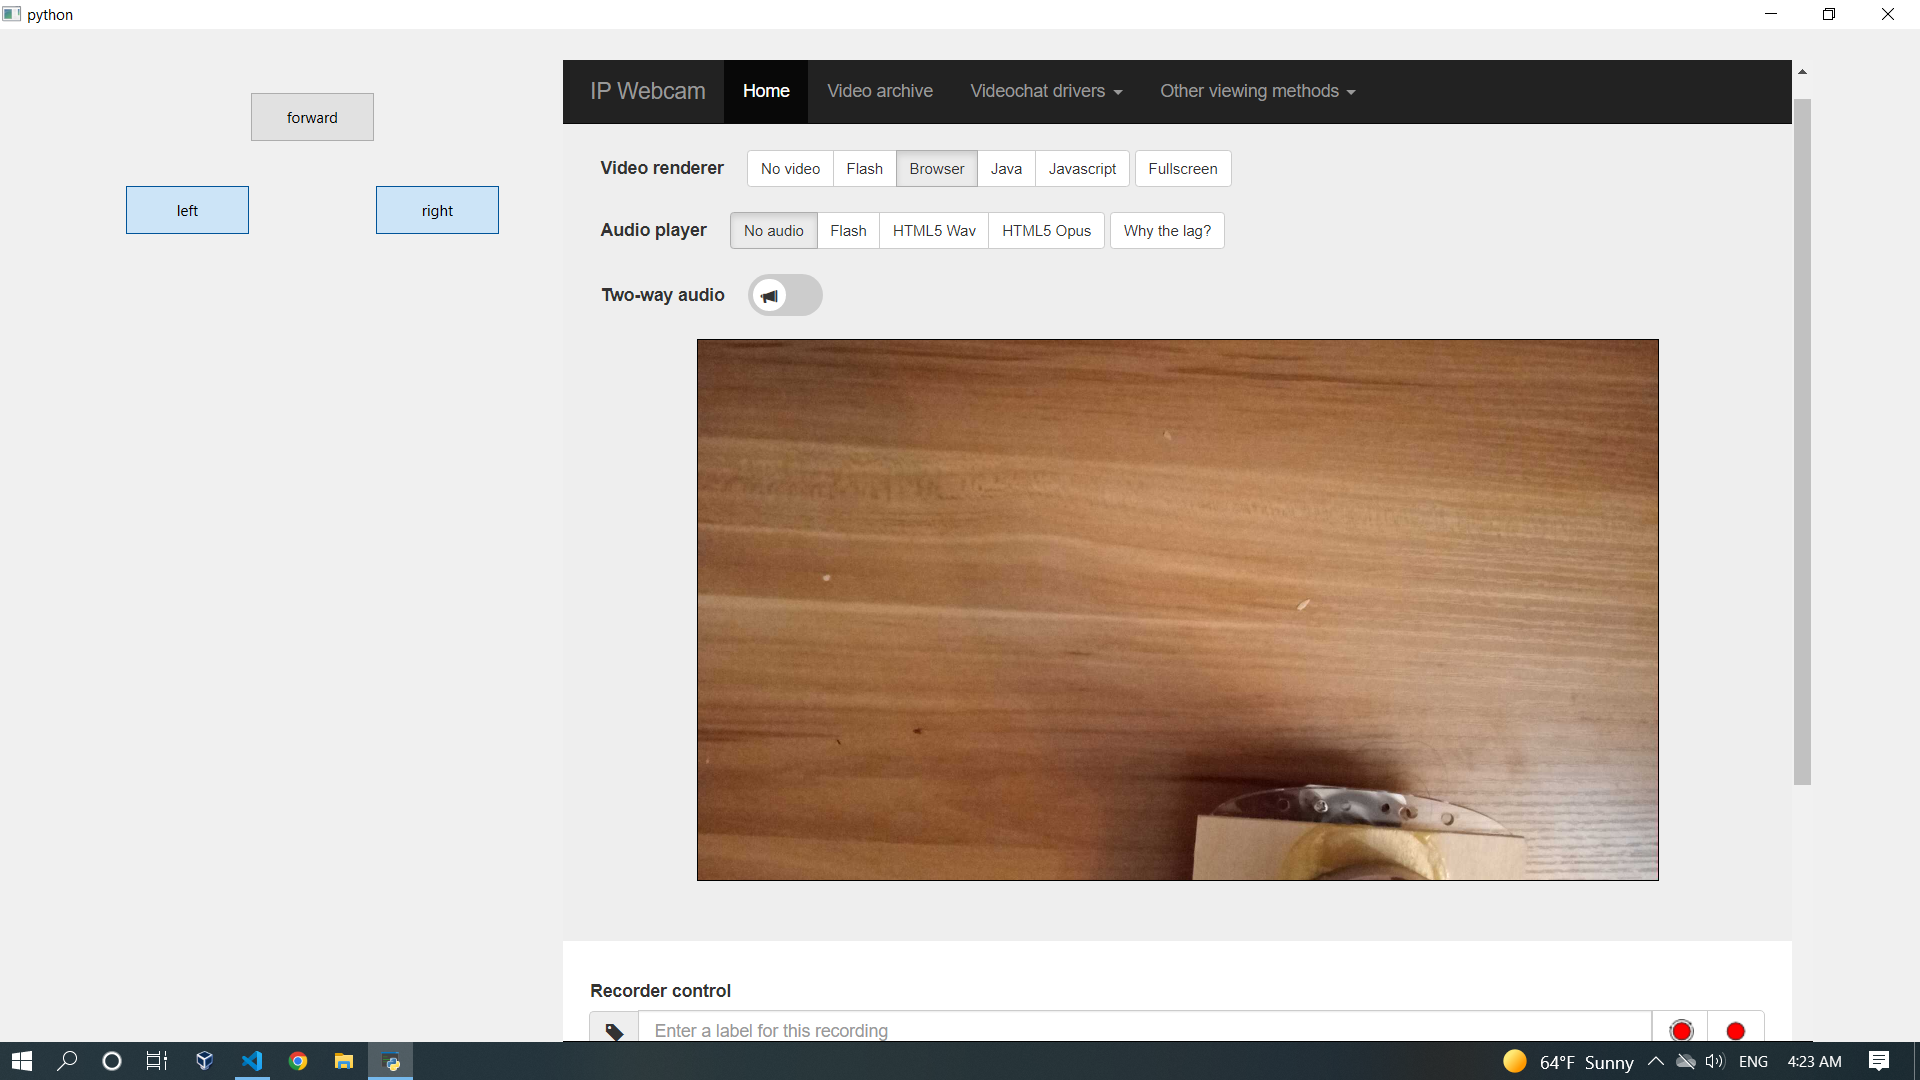 python
forward
left right
IP Webcam Home Video archive Videochat drivers Other viewing methods
Video renderer No video Flash Browser Java Javascript Fullscreen
Audio player No audio Flash HTML5 Wav HTML5 Opus Why the lag?
Two-way audio
Recorder control
Enter a label for this recording
64°F Sunny ENG 4:23 AM